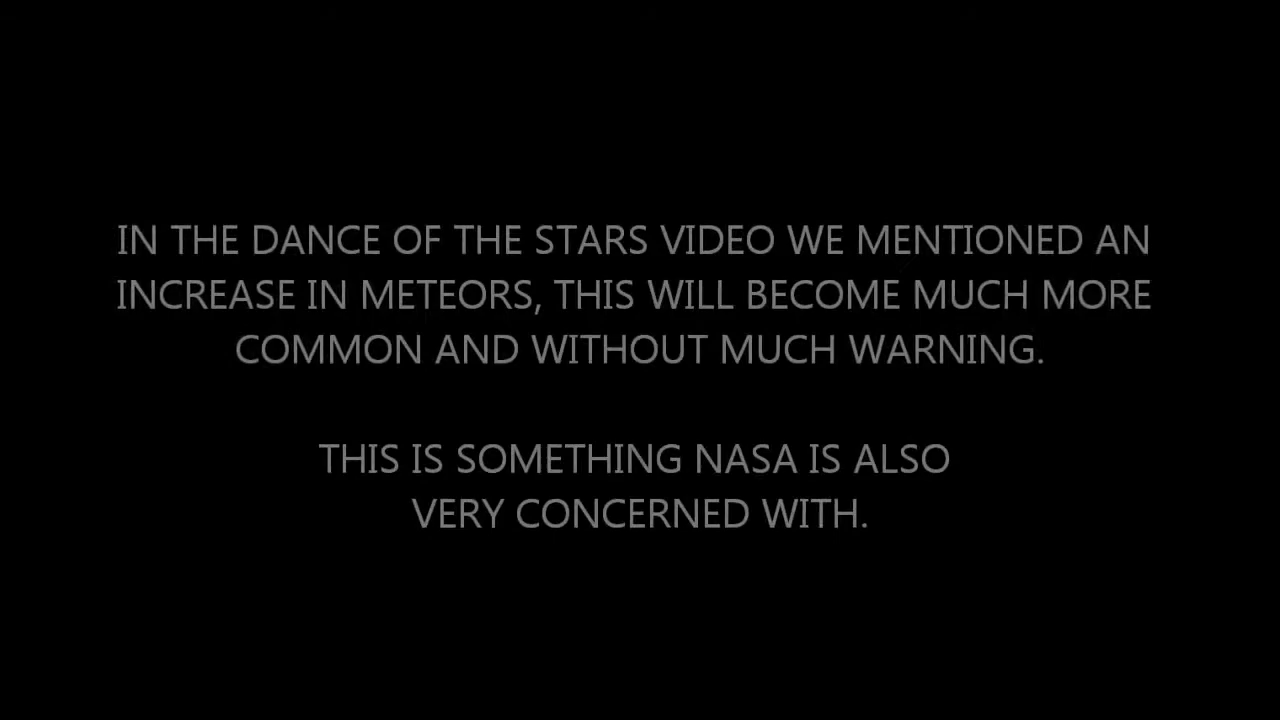 IN THE DANCE OF THE STARS VIDEO WE MENTIONED AN
INCREASE IN METEORS, THIS WILL BECOME MUCH MORE
COMMON AND WITHOUT MUCH WARNING.
THIS IS SOMETHING NASA IS ALSO
VERY CONCERNED WITH.